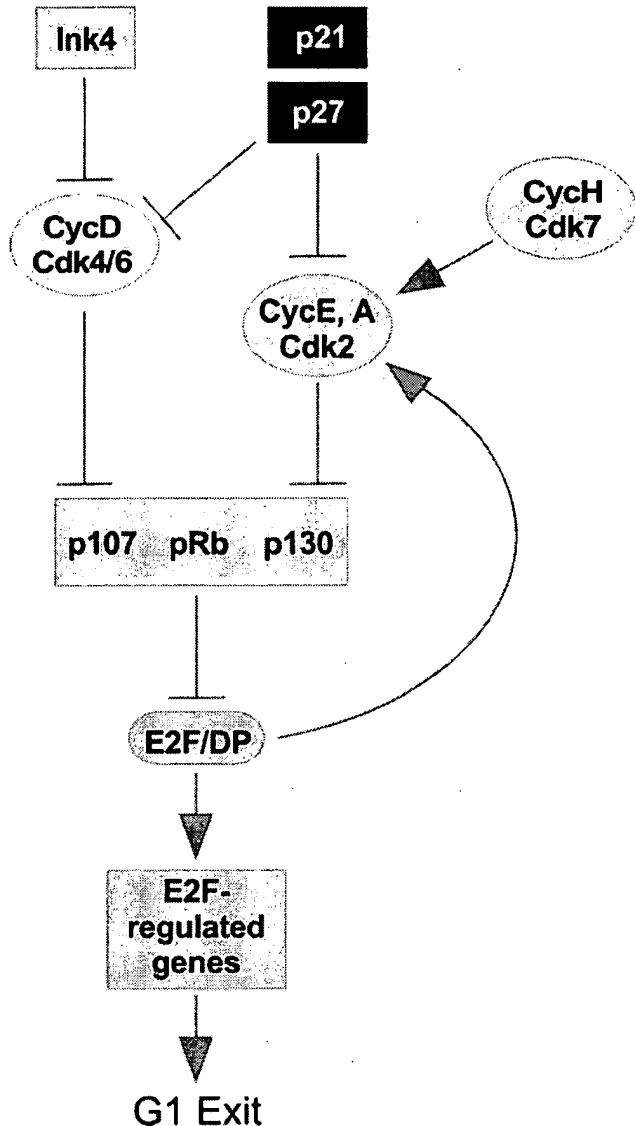 Ink4
p21
p27
CycD
Cdk4/6
CycH
Cdk7
CycE, A
Cdk2
p107 pRb p130
E2F/DP
E2F-
regulated
genes
G1 Exit